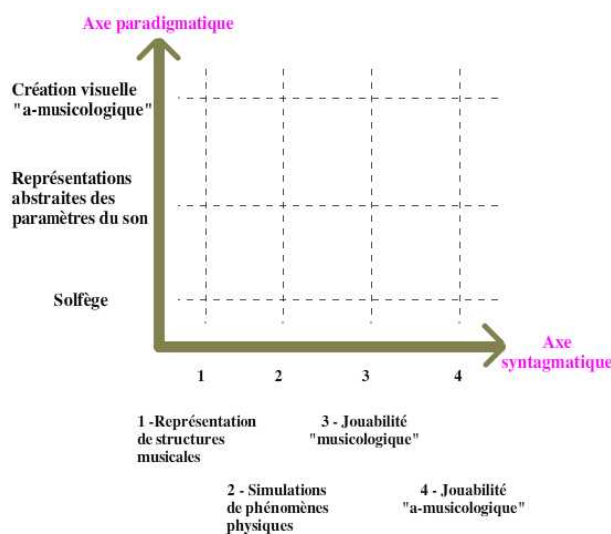 Axe paradigmatique
Création visuelle
"a-musicologique"
Représentations
abstraites des
paramètres du son
Solfège
Axe
syntagmatique
1 2 3 4
1 -Représentation
de structures
musicales
3 - Jouabilité
"musicologique"
2 - Simulations
de phénomènes
physiques
4 - Jouabilité
"a-musicologique"